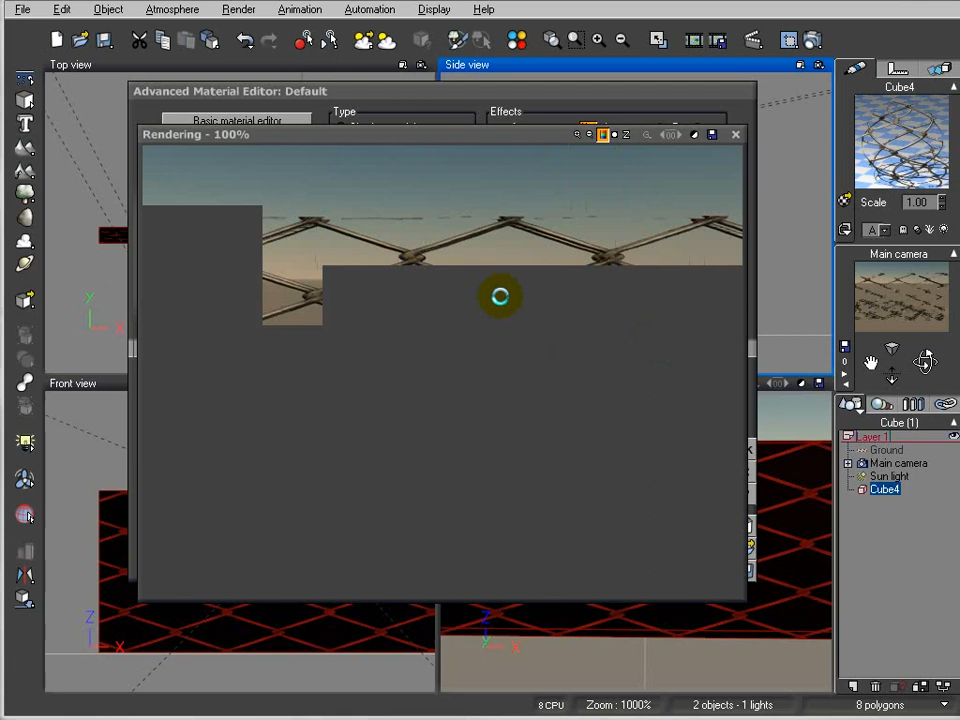 File Edit Object Atmosphere Render Animation Automation Display Help
Top view
Side view
Advanced Material Editor: Default
Cube4
Basic material editor
Type
Effects
Rendering - 100%
Z
Scale 1.00
A
Main camera
y
x
0
Front view
Cube (1)
Layer 1
Ground
Main camera
Sun light
Cube4
Z
X
Z
y
X
8 CPU Zoom : 1000% 2 objects - 1 lights 8 polygons